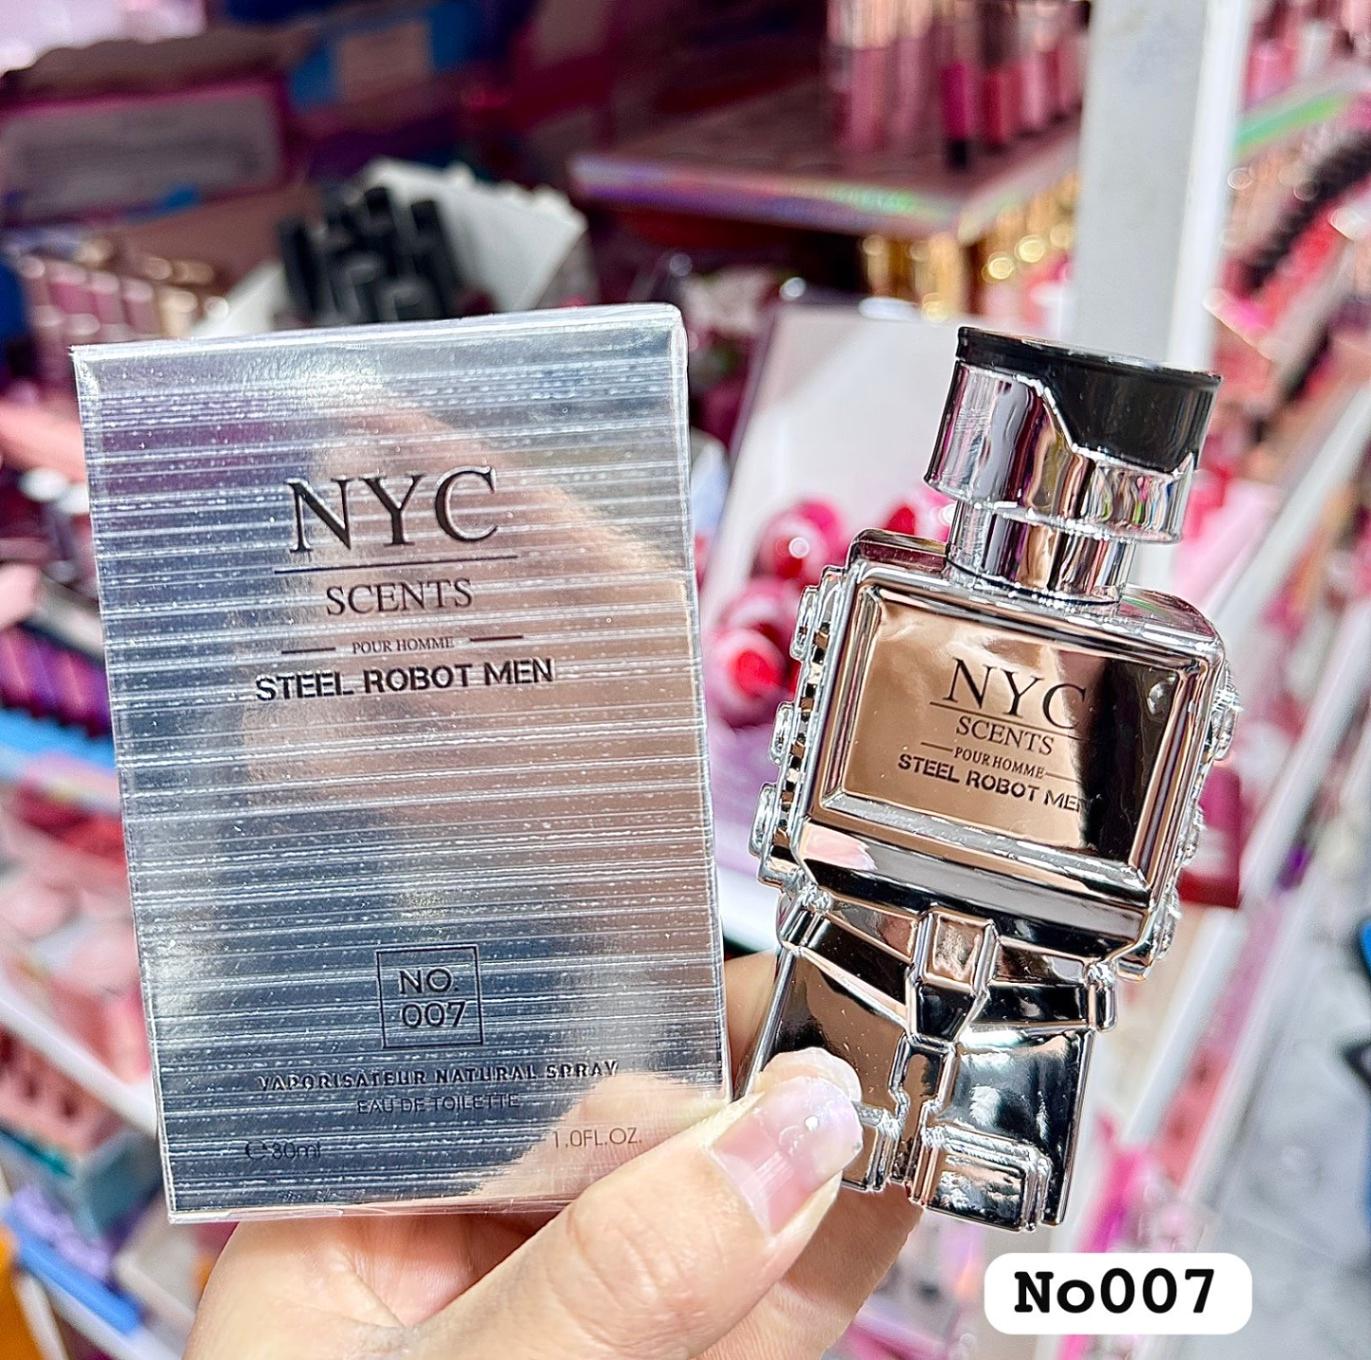 NYC
SCENTS
POUR HOMME
STEEL ROBOT MEN
NO.
007
VAPORISATEUR NATURAL SPRAY
EAU DE TOILETTE
℮30ml
1.0FL.OZ.
NYC
SCENTS
POUR HOMME
STEEL ROBOT MEN
No007